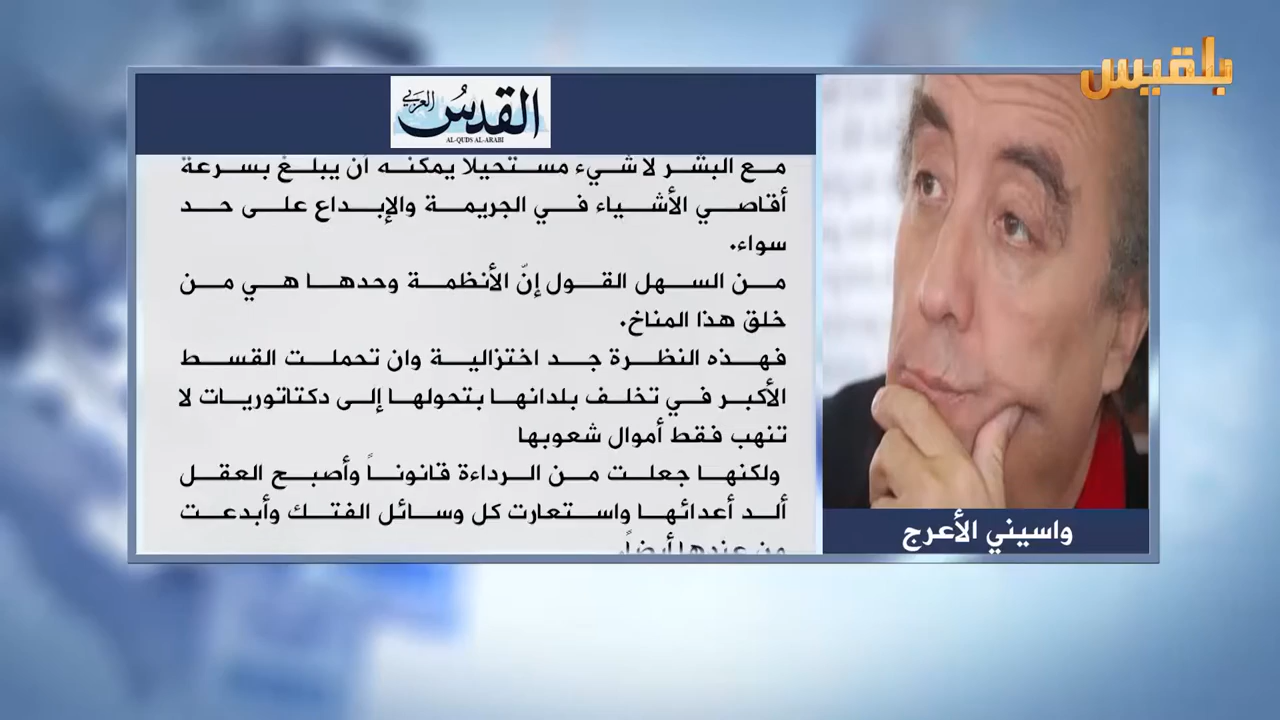 بلقيس
القدس العربي
AL-QUDS AL-ARABI
مع البشر لا شيء مستحيلا يمكنه ان يبلغ بسرعة
أقاصي الأشياء في الجريمة والإبداع على حد
سواء.
من السهل القول إنّ الأنظمة وحدها هي من
خلق هذا المناخ.
فهذه النظرة جد اختزالية وان تحملت القسط
الأكبر في تخلف بلدانها بتحولها إلى دكتاتوريات لا
تنهب فقط أموال شعوبها
ولكنها جعلت من الرداءة قانوناً وأصبح العقل
ألد أعدائها واستعارت كل وسائل الفتك وأبدعت
من عندها أيضاً.
واسيني الأعرج